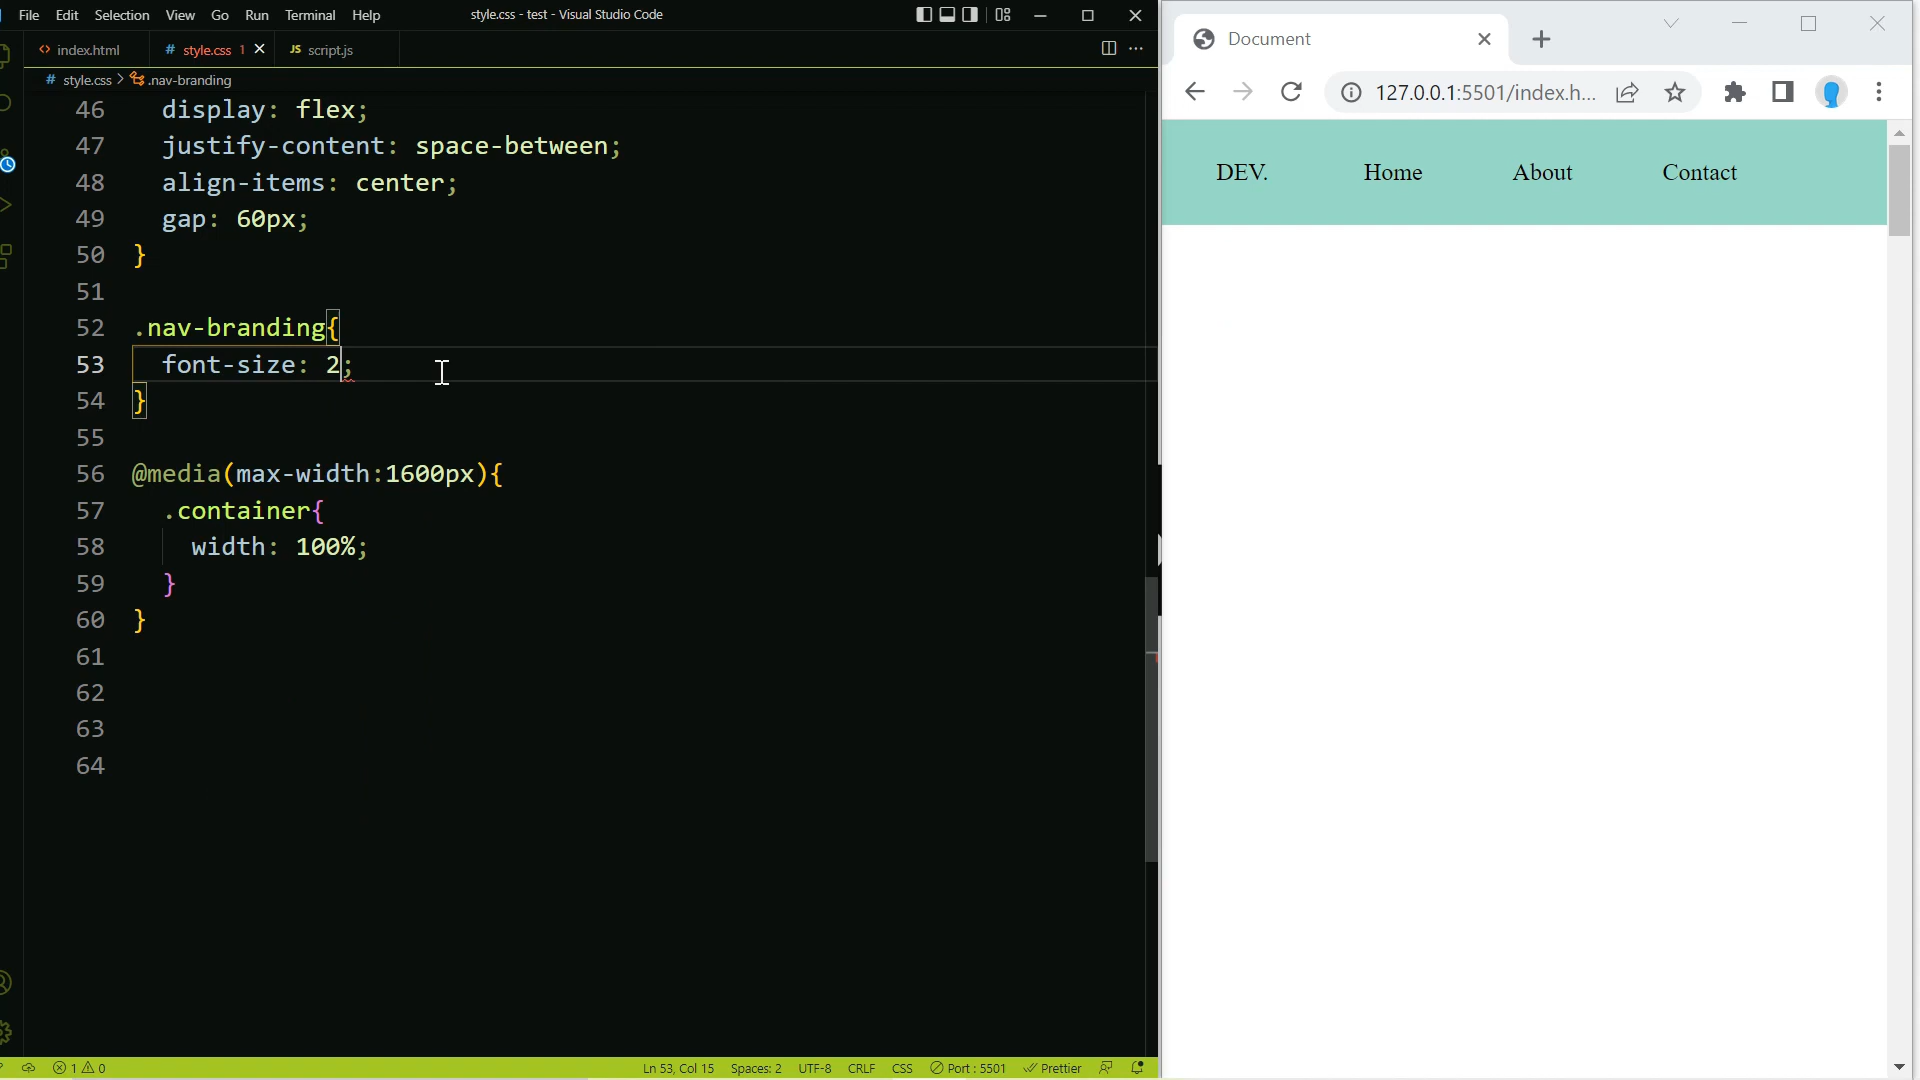 File Edit Selection View Go Run Terminal Help style.css - test - Visual Studio Code
index.html # style.css 1 JS script.js
# style.css > .nav-branding
46 display: flex;
47 justify-content: space-between;
48 align-items: center;
49 gap: 60px;
50 }
51
52 .nav-branding{
53 font-size: 2;
54 }
55
56 @media(max-width:1600px){
57 .container{
58 width: 100%;
59 }
60 }
61
62
63
64
1 0 Ln 53, Col 15 Spaces: 2 UTF-8 CRLF CSS Port : 5501 Prettier
Document
127.0.0.1:5501/index.h...
DEV. Home About Contact